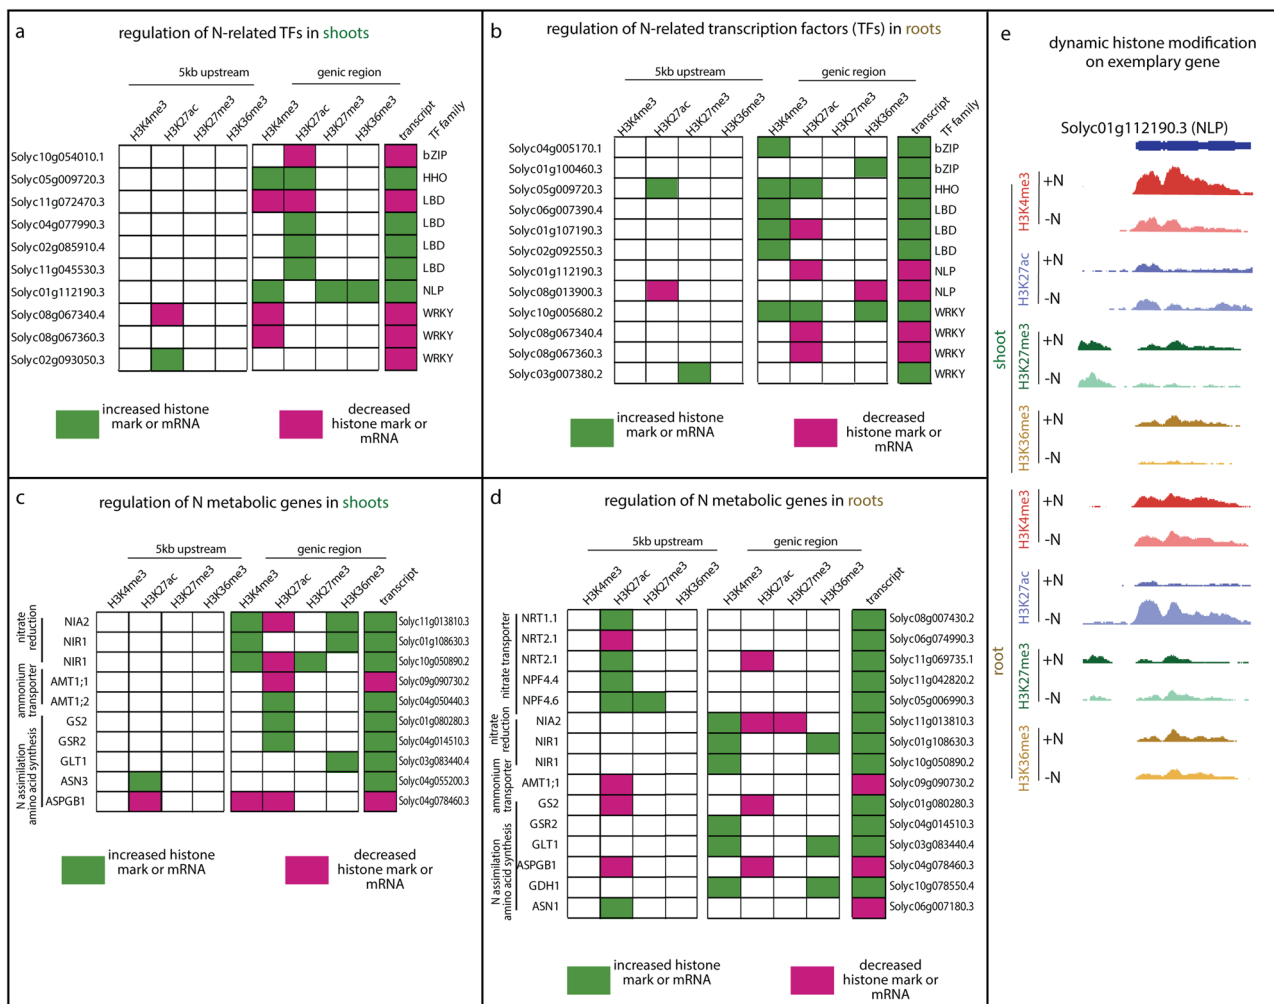 a
regulation of N-related TFs in shoots
5kb upstream
genic region
H3K4me3
H3K27ac
H3K27me3
H3K36me3
H3K4me3
H3K27ac
H3K27me3
H3K36me3
transcript
TF family
Solyc10g054010.1 bZIP
Solyc05g009720.3 HHO
Solyc11g072470.3 LBD
Solyc04g077990.3 LBD
Solyc02g085910.4 LBD
Solyc11g045530.3 LBD
Solyc01g112190.3 NLP
Solyc08g067340.4 WRKY
Solyc08g067360.3 WRKY
Solyc02g093050.3 WRKY
increased histone
mark or mRNA
decreased
histone mark or
mRNA
b
regulation of N-related transcription factors (TFs) in roots
5kb upstream
genic region
H3K4me3
H3K27ac
H3K27me3
H3K36me3
H3K4me3
H3K27ac
H3K27me3
H3K36me3
transcript
TF family
Solyc04g005170.1 bZIP
Solyc01g100460.3 bZIP
Solyc05g009720.3 HHO
Solyc06g007390.4 LBD
Solyc01g107190.3 LBD
Solyc02g092550.3 LBD
Solyc01g112190.3 NLP
Solyc08g013900.3 NLP
Solyc10g005680.2 WRKY
Solyc08g067340.4 WRKY
Solyc08g067360.3 WRKY
Solyc03g007380.2 WRKY
increased histone
mark or mRNA
decreased
histone mark or
mRNA
c
regulation of N metabolic genes in shoots
5kb upstream
genic region
H3K4me3
H3K27ac
H3K27me3
H3K36me3
H3K4me3
H3K27ac
H3K27me3
H3K36me3
transcript
nitrate
reduction
ammonium
transporter
N assimilation
amino acid synthesis
NIA2 Solyc11g013810.3
NIR1 Solyc01g108630.3
NIR1 Solyc10g050890.2
AMT1;1 Solyc09g090730.2
AMT1;2 Solyc04g050440.3
GS2 Solyc01g080280.3
GSR2 Solyc04g014510.3
GLT1 Solyc03g083440.4
ASN3 Solyc04g055200.3
ASPGB1 Solyc04g078460.3
increased histone
mark or mRNA
decreased
histone mark or
mRNA
d
regulation of N metabolic genes in roots
5kb upstream
genic region
H3K4me3
H3K27ac
H3K27me3
H3K36me3
H3K4me3
H3K27ac
H3K27me3
H3K36me3
transcript
nitrate transporter
nitrate
reduction
ammonium
transporter
N assimilation
amino acid synthesis
NRT1.1 Solyc08g007430.2
NRT2.1 Solyc06g074990.3
NRT2.1 Solyc11g069735.1
NPF4.4 Solyc11g042820.2
NPF4.6 Solyc05g006990.3
NIA2 Solyc11g013810.3
NIR1 Solyc01g108630.3
NIR1 Solyc10g050890.2
AMT1;1 Solyc09g090730.2
GS2 Solyc01g080280.3
GSR2 Solyc04g014510.3
GLT1 Solyc03g083440.4
ASPGB1 Solyc04g078460.3
GDH1 Solyc10g078550.4
ASN1 Solyc06g007180.3
increased histone
mark or mRNA
decreased
histone mark or
mRNA
e
dynamic histone modification
on exemplary gene
Solyc01g112190.3 (NLP)
shoot
H3K4me3
+N
-N
H3K27ac
+N
-N
H3K27me3
+N
-N
H3K36me3
+N
-N
root
H3K4me3
+N
-N
H3K27ac
+N
-N
H3K27me3
+N
-N
H3K36me3
+N
-N